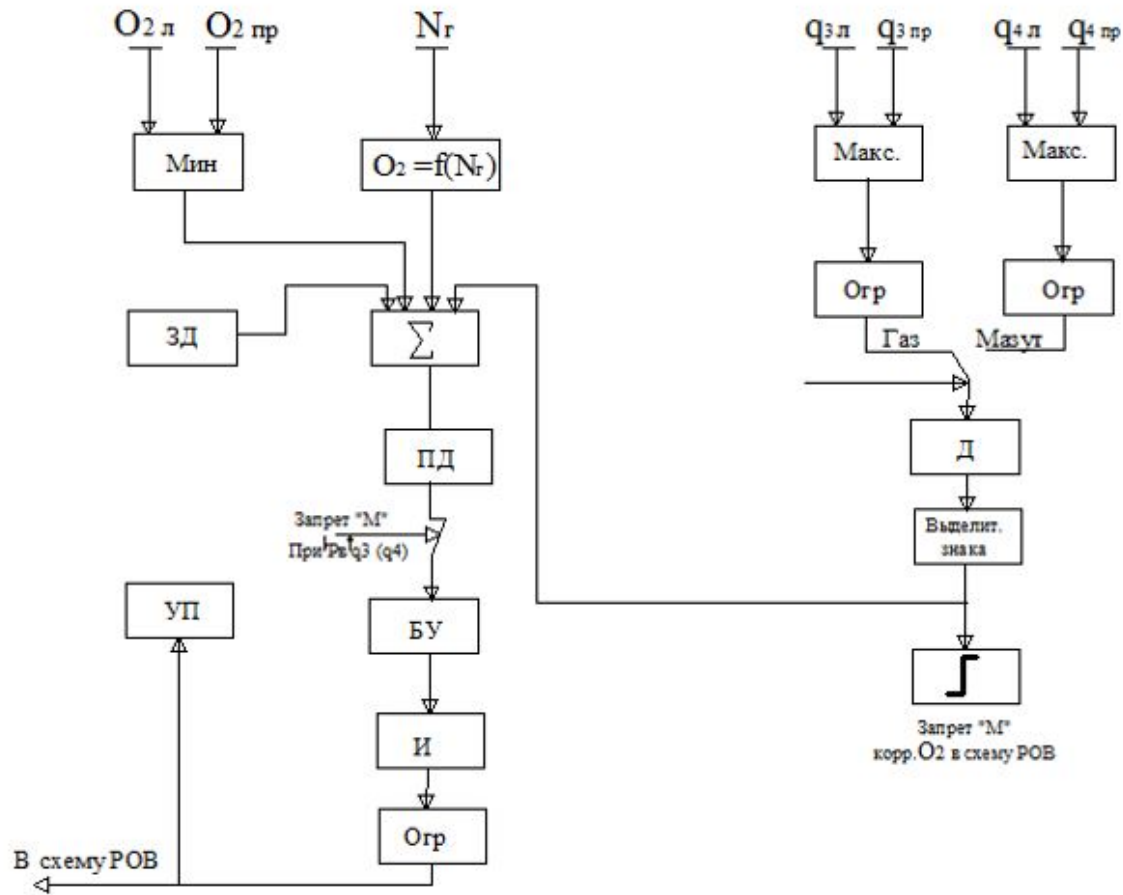 O2 л O2 пр Nг q3 л q3 пр q4 л q4 пр
Мин
O2 =f(Nг)
Макс.
Макс.
Огр
Огр
ЗД
Σ
Газ
Мазут
Д
ПД
Запрет "М"
При Рв q3 (q4)
Выделит.
знака
УП
БУ
И
Запрет "М"
корр.O2 в схему РОВ
Огр
В схему РОВ